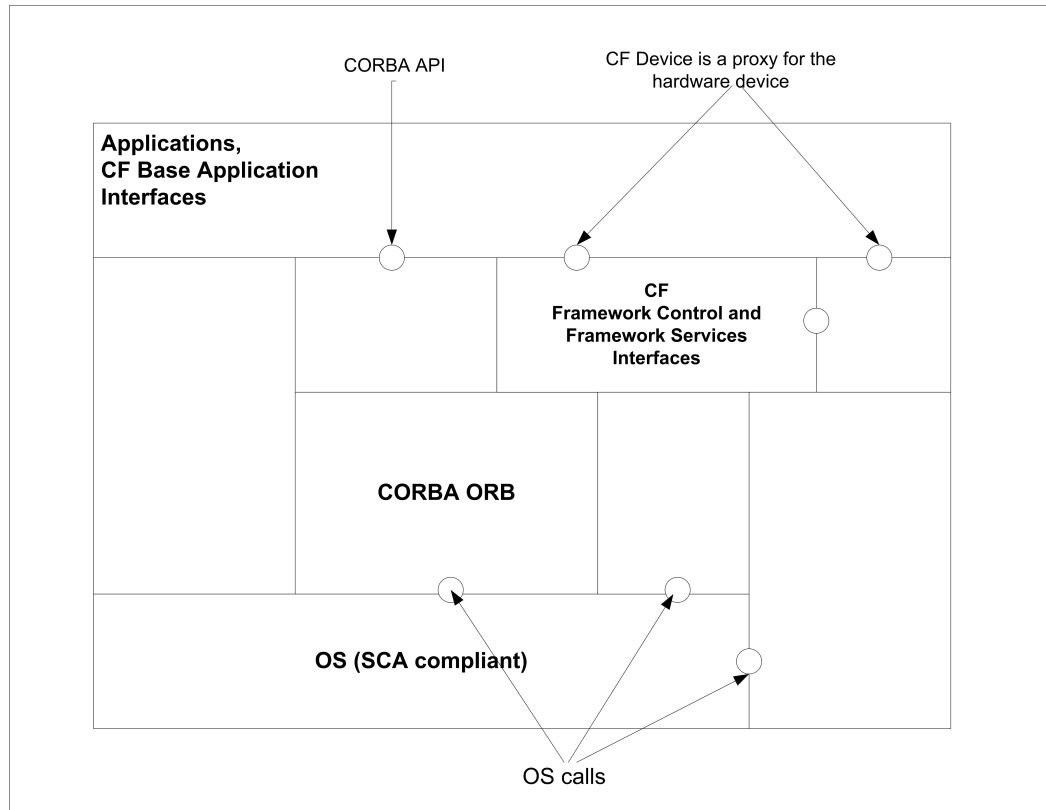 CORBA API
CF Device is a proxy for the
hardware device
Applications,
CF Base Application
Interfaces
CF
Framework Control and
Framework Services
Interfaces
CORBA ORB
OS (SCA compliant)
OS calls